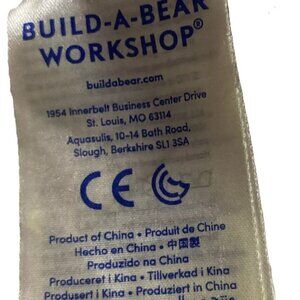 BUILD-A-BEAR
WORKSHOP®
buildabear.com
1954 Innerbelt Business Center Drive
St. Louis, MO 63114
Aquasulis, 10-14 Bath Road,
Slough, Berkshire SL1 3SA
CE
Product of China • Produit de Chine
Hecho en China • 中国製
Produzido na China
Produceret i Kina • Tillverkad i Kina
Produsert i Kina • Produziert in China